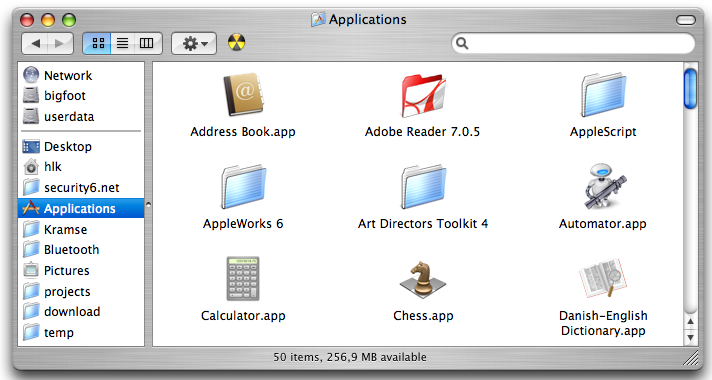 Applications
Network
bigfoot
userdata
Desktop
hlk
security6.net
Applications
Kramse
Bluetooth
Pictures
projects
download
temp
Address Book.app
Adobe Reader 7.0.5
AppleScript
AppleWorks 6
Art Directors Toolkit 4
Automator.app
Calculator.app
Chess.app
Danish-English
Dictionary.app
50 items, 256,9 MB available